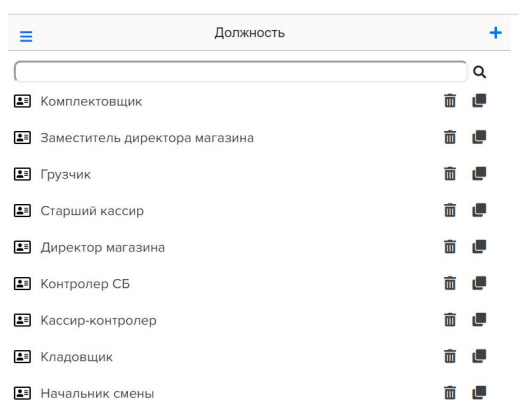 Должность
Комплектовщик
Заместитель директора магазина
Грузчик
Старший кассир
Директор магазина
Контролер СБ
Кассир-контролер
Кладовщик
Начальник смены